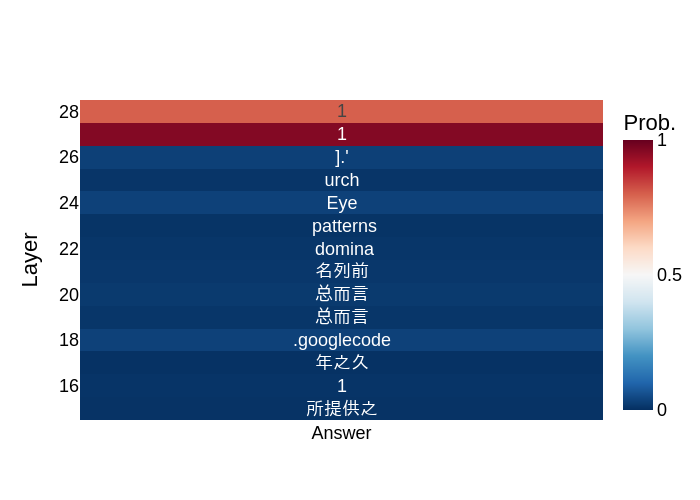 Prob.
28
1
1
1
26
].'
urch
24
Eye
patterns
22
domina
0.5
Layer
名列前
20
总而言
总而言
18
.googlecode
年之久
16
1
所提供之
0
Answer